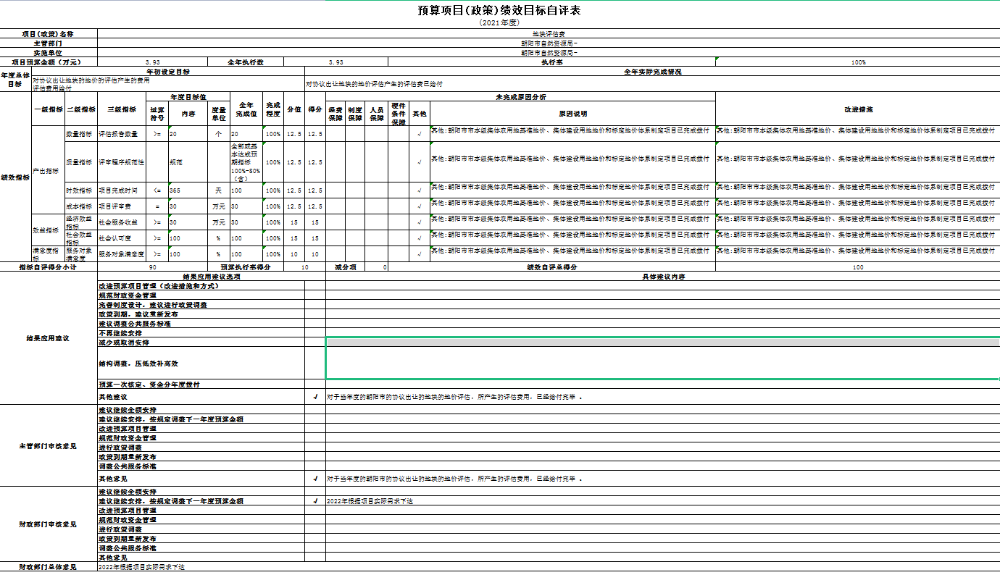 预算项目(政策)绩效目标自评表
(2021年度)
项目(政策)名称 地块评估费
主管部门 朝阳市自然资源局-
实施单位 朝阳市自然资源局-
项目预算金额（万元） 3.93 全年执行数 3.93 执行率 100%
年度总体目标 年初设定目标 全年实际完成情况
对协议出让地块的地价的评估产生的费用
评估费用给付 对协议出让地块的地价评估产生的评估费已给付
绩效指标 一级指标 二级指标 三级指标 年度目标值 全年完成值 完成程度 分值 得分 未完成原因分析 改进措施
运算符号 内容 度量单位 经费保障 制度保障 人员保障 硬件条件保障 其他 原因说明
产出指标 数量指标 评估报告数量 >= 20 个 20 100% 12.5 12.5 √ 其他:朝阳市市本级集体农用地基准地价、集体建设用地地价和标定地价体系制定项目已完成拨付 其他:朝阳市市本级集体农用地基准地价、集体建设用地地价和标定地价体系制定项目已完成拨付
质量指标 评审程序规范性 规范 全部或基本达成预期指标100%-80%（含） 100% 12.5 12.5 √ 其他:朝阳市市本级集体农用地基准地价、集体建设用地地价和标定地价体系制定项目已完成拨付 其他:朝阳市市本级集体农用地基准地价、集体建设用地地价和标定地价体系制定项目已完成拨付
时效指标 项目完成时间 <= 365 天 100 100% 12.5 12.5 √ 其他:朝阳市市本级集体农用地基准地价、集体建设用地地价和标定地价体系制定项目已完成拨付 其他:朝阳市市本级集体农用地基准地价、集体建设用地地价和标定地价体系制定项目已完成拨付
成本指标 项目评审费 = 30 万元 30 100% 12.5 12.5 √ 其他:朝阳市市本级集体农用地基准地价、集体建设用地地价和标定地价体系制定项目已完成拨付 其他:朝阳市市本级集体农用地基准地价、集体建设用地地价和标定地价体系制定项目已完成拨付
效益指标 经济效益指标 社会服务收益 >= 30 万元 30 100% 15 15 √ 其他:朝阳市市本级集体农用地基准地价、集体建设用地地价和标定地价体系制定项目已完成拨付 其他:朝阳市市本级集体农用地基准地价、集体建设用地地价和标定地价体系制定项目已完成拨付
社会效益指标 社会认可度 >= 100 % 100 100% 15 15 √ 其他:朝阳市市本级集体农用地基准地价、集体建设用地地价和标定地价体系制定项目已完成拨付 其他:朝阳市市本级集体农用地基准地价、集体建设用地地价和标定地价体系制定项目已完成拨付
满意度指标 服务对象满意度 服务对象满意度 >= 100 % 100 100% 10 10 √ 其他:朝阳市市本级集体农用地基准地价、集体建设用地地价和标定地价体系制定项目已完成拨付 其他:朝阳市市本级集体农用地基准地价、集体建设用地地价和标定地价体系制定项目已完成拨付
指标自评得分小计 90 预算执行率得分 10 减分项 0 绩效自评总得分 100
结果应用建议 结果应用建议选项 具体建议内容
改进预算项目管理（改进措施和方式）
规范财政资金管理
完善制度设计，建议进行政策调整
政策到期，建议重新发布
建议调整公共服务标准
不再继续安排
减少或取消安排
结构调整，压低效补高效
预算一次核定、资金分年度拨付
其他建议 √ 对于当年度的朝阳市的协议出让的地块的地价评估，所产生的评估费用，已经给付完毕 。
主管部门审核意见 建议继续全额安排
建议继续安排，按规定调整下一年度预算金额
改进预算项目管理
规范财政资金管理
进行政策调整
政策到期重新发布
调整公共服务标准
其他意见 √ 对于当年度的朝阳市的协议出让的地块的地价评估，所产生的评估费用，已经给付完毕 。
财政部门审核意见 建议继续全额安排
建议继续安排，按规定调整下一年度预算金额 √ 2022年根据项目实际需求下达
改进预算项目管理
规范财政资金管理
进行政策调整
政策到期重新发布
调整公共服务标准
其他意见
财政部门总体意见 2022年根据项目实际需求下达